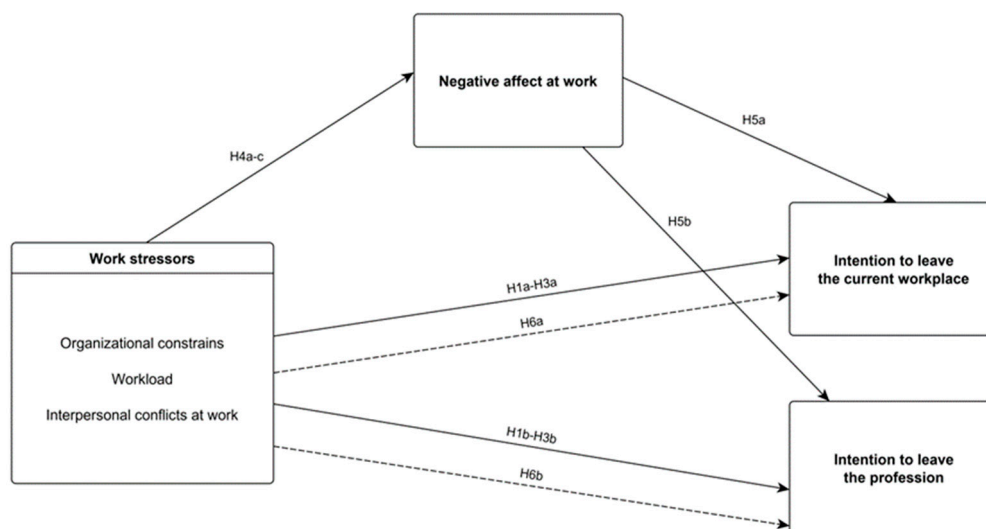 Negative affect at work
H4a-c
H5a
H5b
Work stressors
Organizational constrains
Workload
Interpersonal conflicts at work
H1a-H3a
H6a
Intention to leave
the current workplace
H1b-H3b
H6b
Intention to leave
the profession